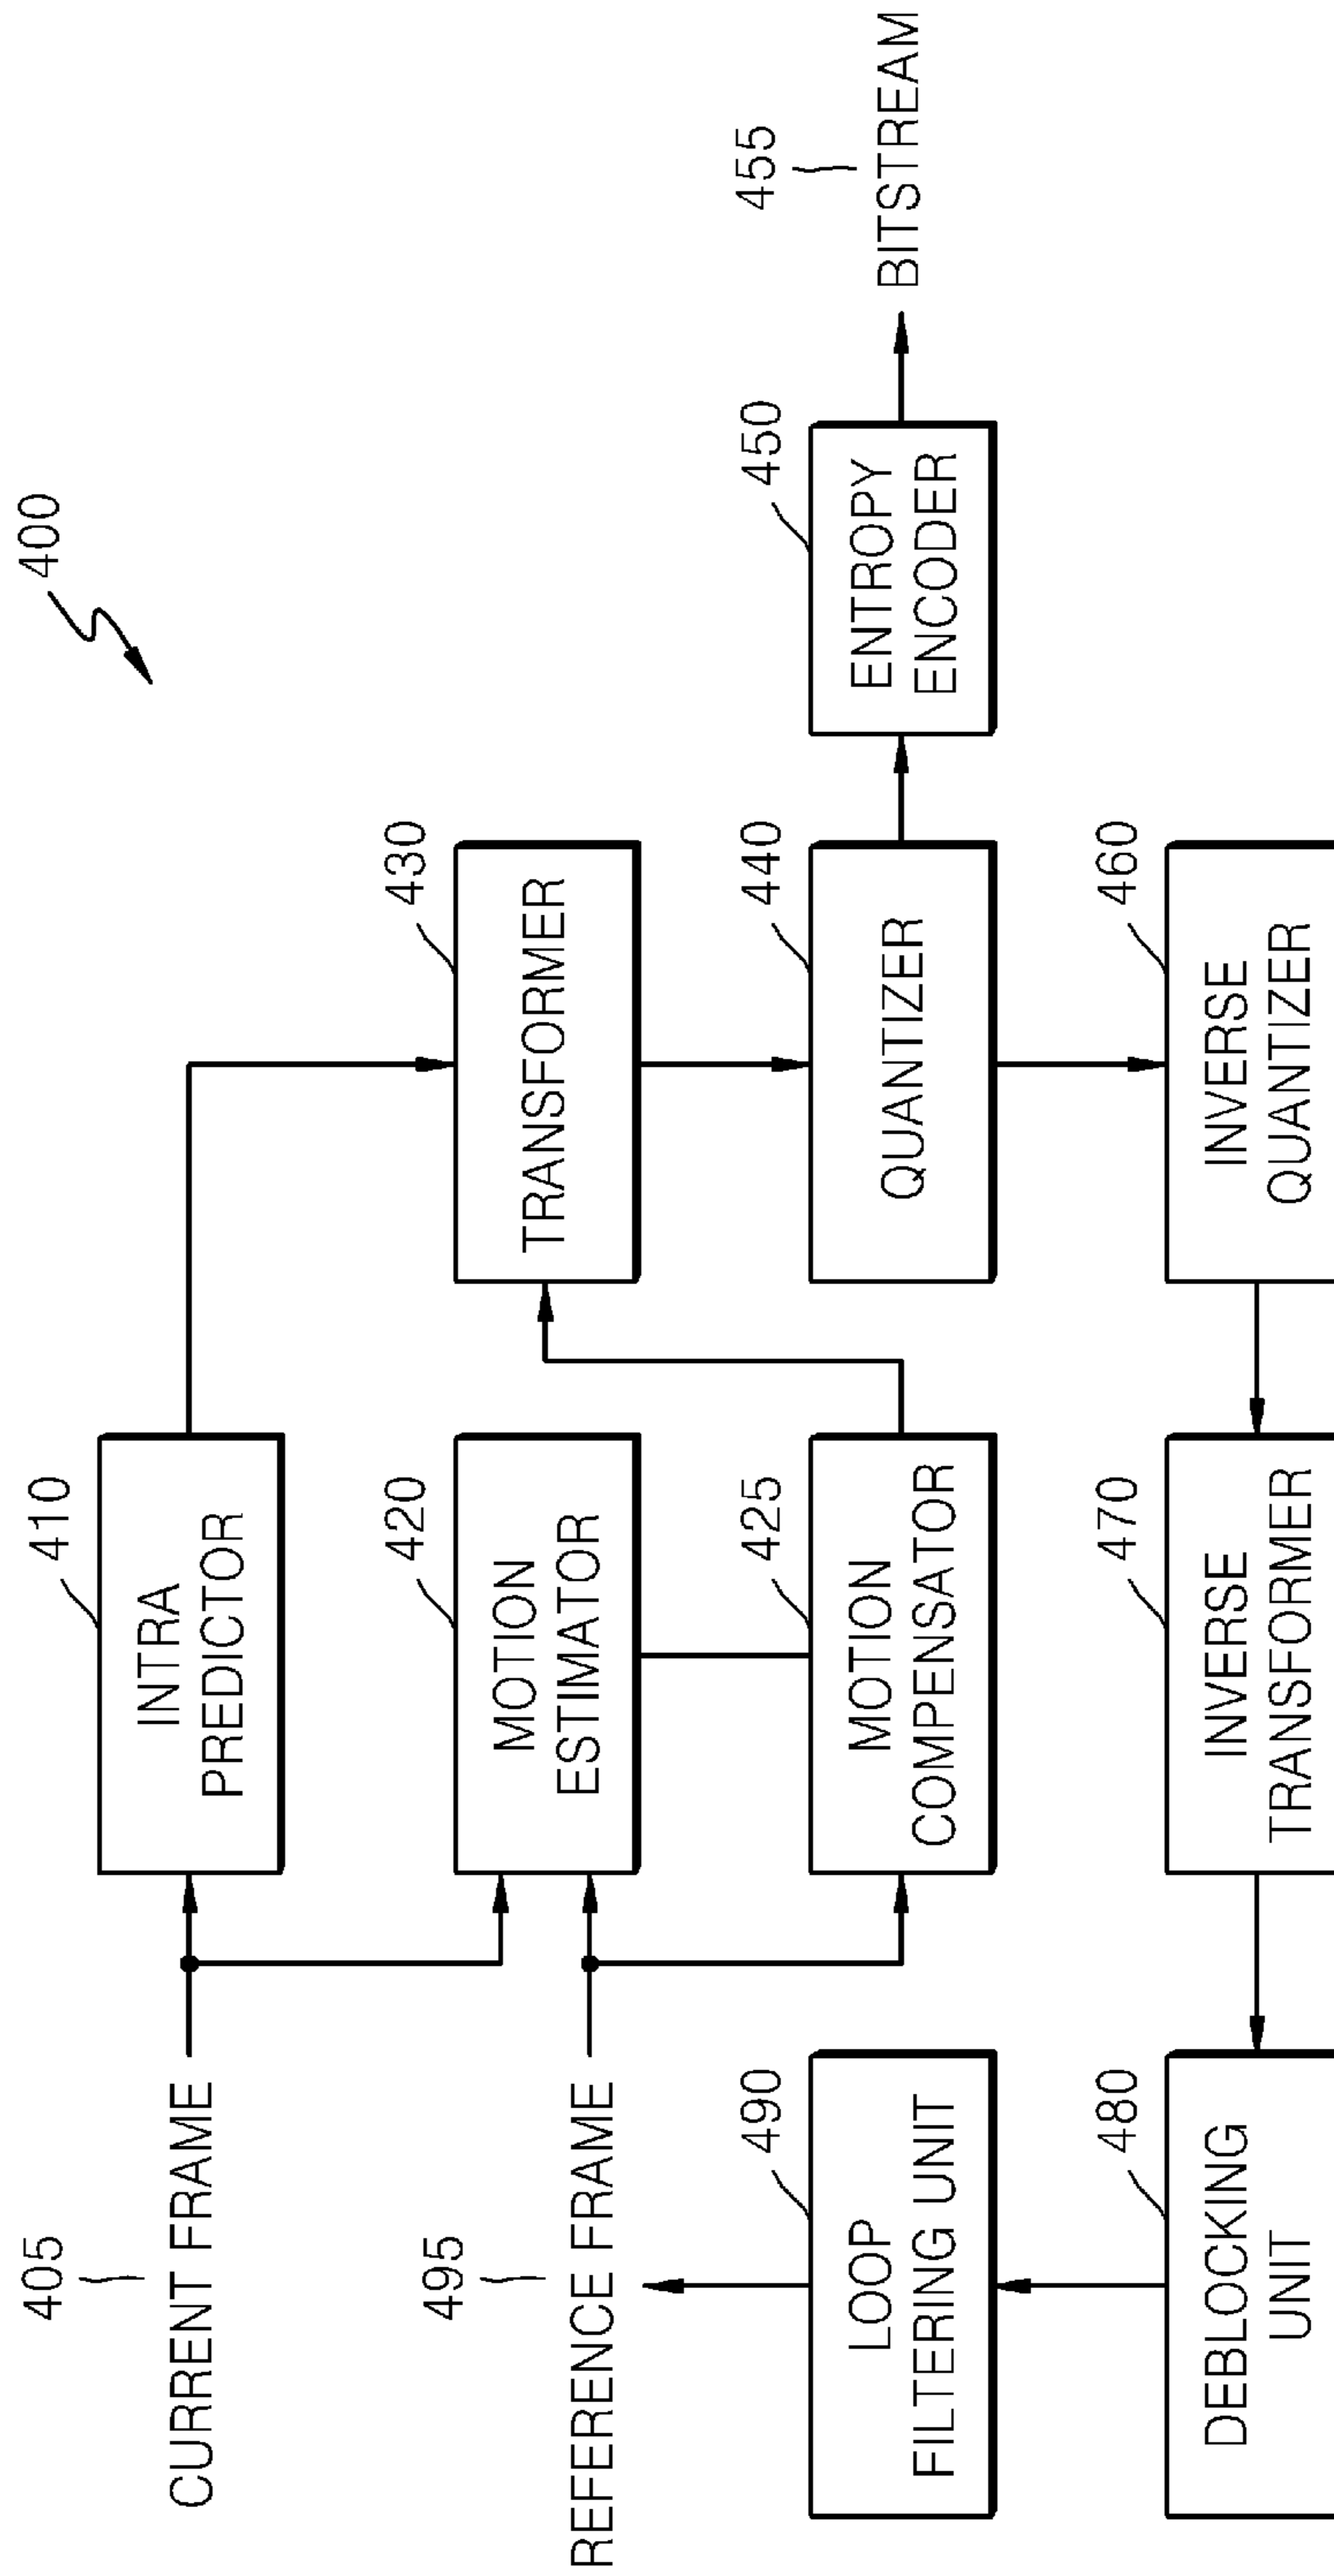 400
405
CURRENT FRAME
410
INTRA
PREDICTOR
495
REFERENCE FRAME
420
MOTION
ESTIMATOR
430
TRANSFORMER
490
LOOP
FILTERING UNIT
425
MOTION
COMPENSATOR
440
QUANTIZER
450
ENTROPY
ENCODER
455
BITSTREAM
480
DEBLOCKING
UNIT
470
INVERSE
TRANSFORMER
460
INVERSE
QUANTIZER